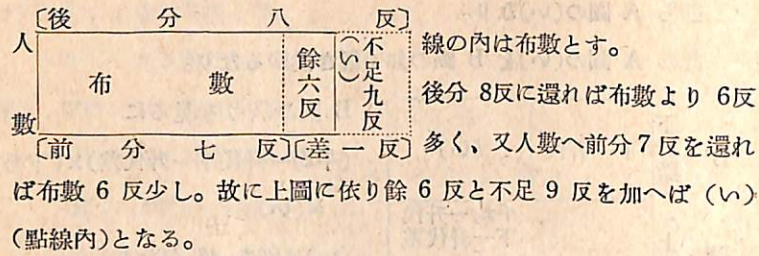 〔後分八反〕
人數
布數
餘六反
(い)
不足九反
〔前分七反〕〔差一反〕
線の內は布數とす。
後分 8反に還れば布數より 6反
多く、又人數へ前分7反を還れ
ば布數 6 反少し。故に上圖に依り餘 6 反と不足 9 反を加へば（い）
（點線內）となる。